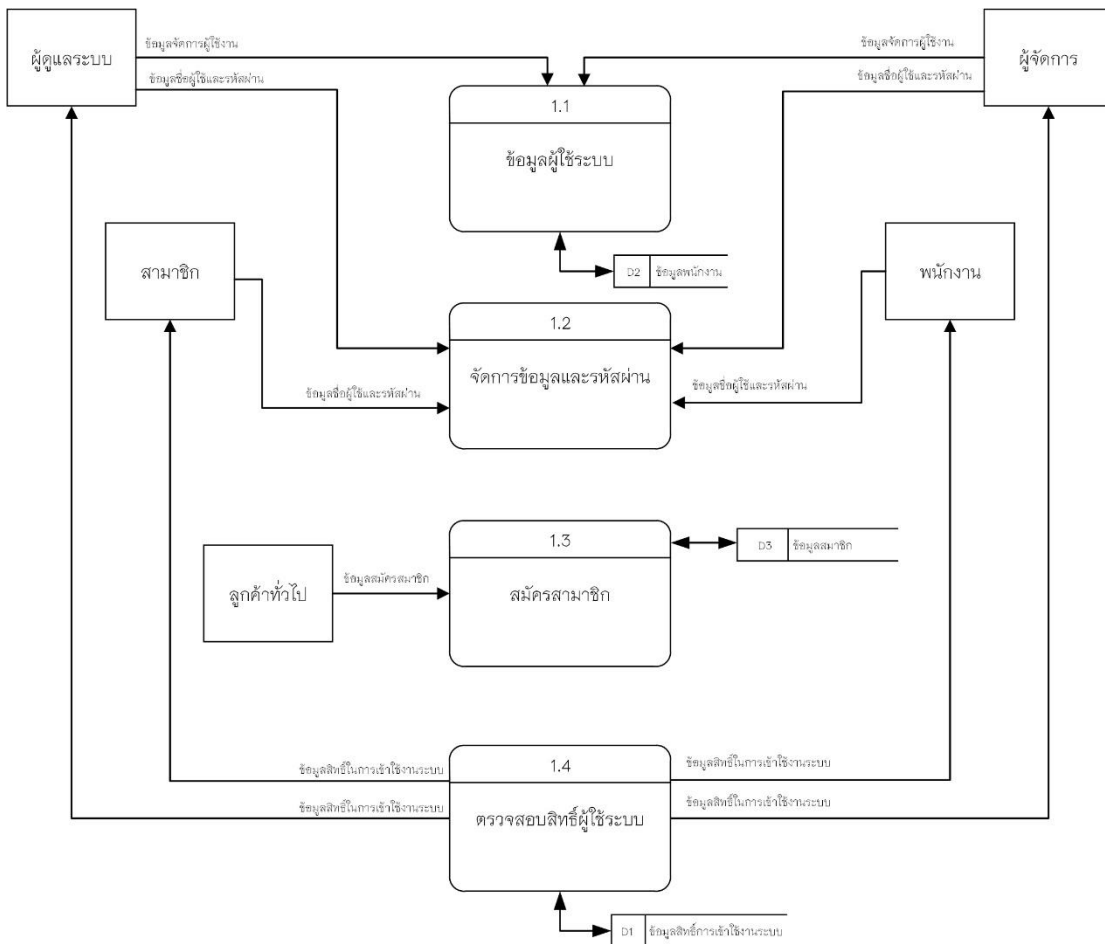 ผู้ดูแลระบบ
ข้อมูลจัดการผู้ใช้งาน
ข้อมูลชื่อผู้ใช้และรหัสผ่าน
ข้อมูลจัดการผู้ใช้งาน
ข้อมูลชื่อผู้ใช้และรหัสผ่าน
ผู้จัดการ
1.1
ข้อมูลผู้ใช้ระบบ
สามาชิก
พนักงาน
D2 ข้อมูลพนักงาน
1.2
จัดการข้อมูลและรหัสผ่าน
ข้อมูลชื่อผู้ใช้และรหัสผ่าน
ข้อมูลชื่อผู้ใช้และรหัสผ่าน
1.3
สมัครสามาชิก
D3 ข้อมูลสมาชิก
ลูกค้าทั่วไป
ข้อมูลสมัครสมาชิก
1.4
ตรวจสอบสิทธิ์ผู้ใช้ระบบ
ข้อมูลสิทธิ์ในการเข้าใช้งานระบบ
ข้อมูลสิทธิ์ในการเข้าใช้งานระบบ
ข้อมูลสิทธิ์ในการเข้าใช้งานระบบ
ข้อมูลสิทธิ์ในการเข้าใช้งานระบบ
D1 ข้อมูลสิทธิ์การเข้าใช้งานระบบ